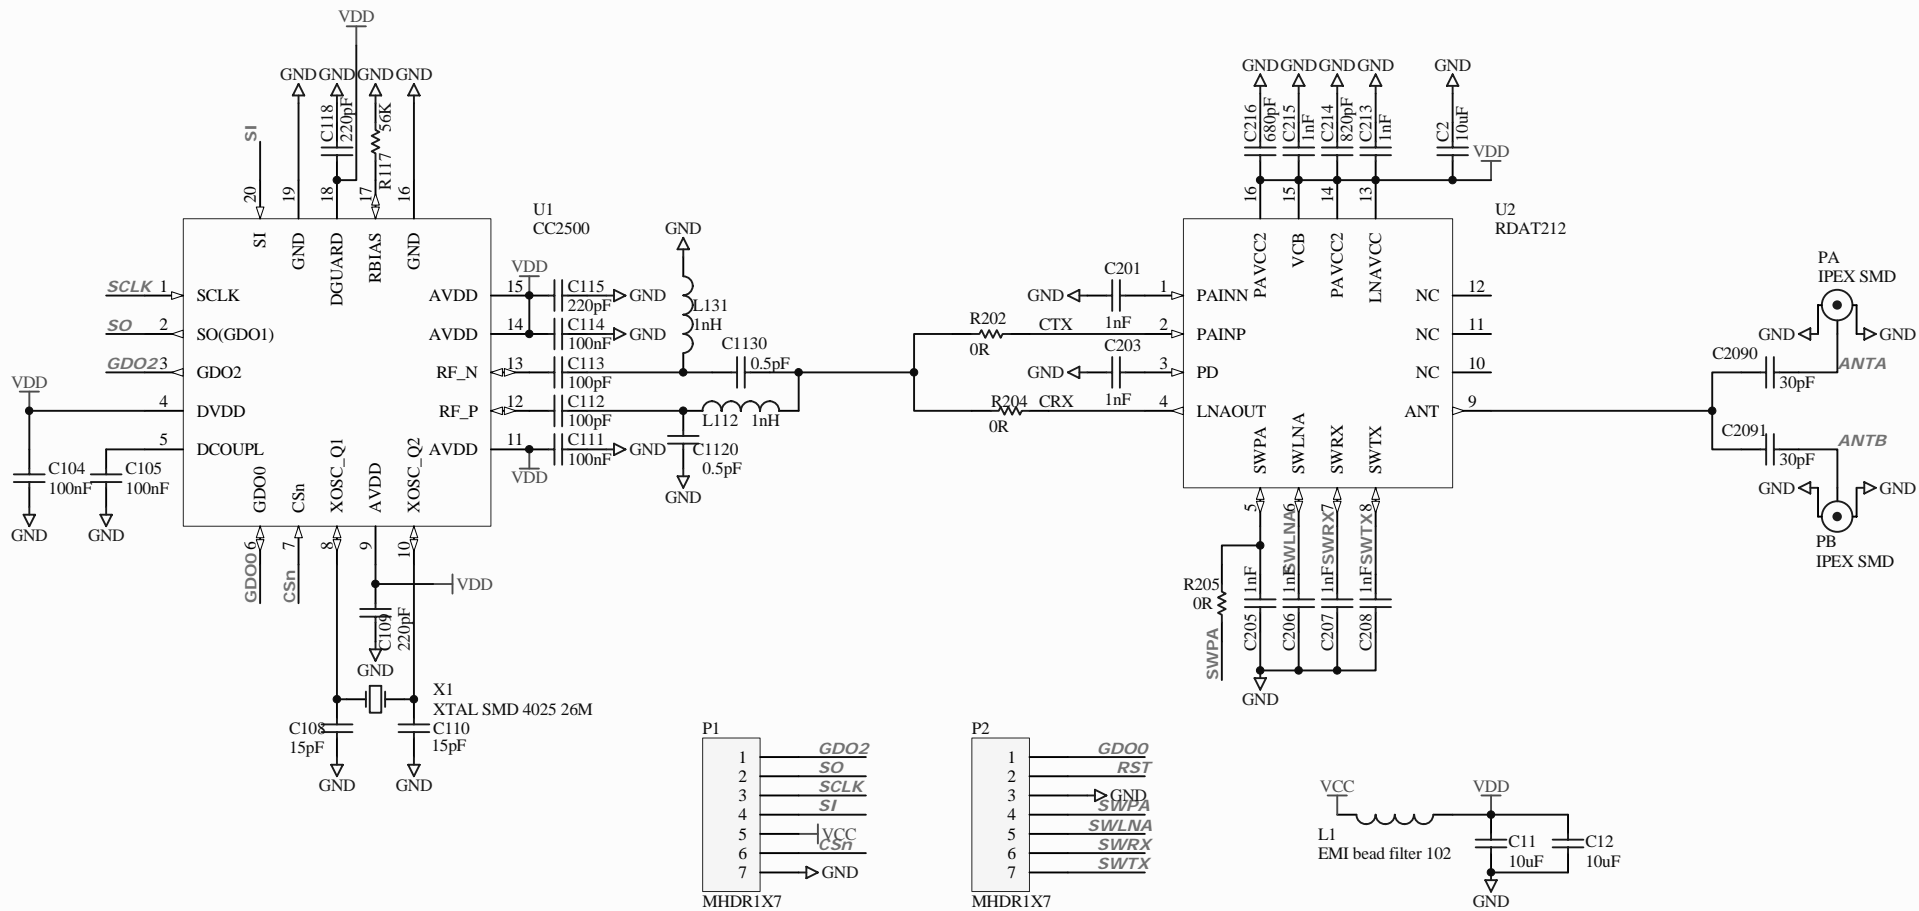 VDD
GND GND GND GND
C118
220pF
56K
R117
SI
20
19
18
17
16
U1
CC2500
SI
GND
DGUARD
RBIAS
GND
SCLK 1 SCLK
SO 2 SO(GDO1)
GDO2 3 GDO2
VDD
4 DVDD
5 DCOUPL
C104
100nF
C105
100nF
GND
GND
AVDD 15
VDD
C115
220pF
GND
AVDD 14
C114
100nF
GND
RF_N 13
C113
100pF
RF_P 12
C112
100pF
AVDD 11
VDD
C111
100nF
GND
GND
L131
1nH
C1130
0.5pF
L112 1nH
C1120
0.5pF
GND
GDO0
CSn
XOSC_Q1
AVDD
XOSC_Q2
GDO0 6
CSn 7
8
9
10
VDD
C109
220pF
GND
X1
XTAL SMD 4025 26M
C108
15pF
C110
15pF
GND
GND
R202
0R
CTX
R204
0R
CRX
GND
C201
1nF
GND
C203
1nF
GND GND GND GND
GND
C216
680pF
C215
1nF
C214
820pF
C213
1nF
C2
10uF
VDD
16
15
14
13
U2
RDAT212
PAVCC2
VCB
PAVCC2
LNAVCC
1 PAINN
2 PAINP
3 PD
4 LNAOUT
NC 12
NC 11
NC 10
ANT 9
SWPA
SWLNA
SWRX
SWTX
5
SWLNA 6
SWRX 7
SWTX 8
R205
0R
SWPA
1nF
C205
1nF
C206
1nF
C207
1nF
C208
GND
PA
IPEX SMD
GND
GND
C2090
30pF
ANTA
C2091
30pF
ANTB
GND
GND
PB
IPEX SMD
P1
1 GDO2
2 SO
3 SCLK
4 SI
5 VCC
6 CSn
7 GND
MHDR1X7
P2
1 GDO0
2 RST
3 GND
4 SWPA
5 SWLNA
6 SWRX
7 SWTX
MHDR1X7
VCC
VDD
L1
EMI bead filter 102
C11
10uF
C12
10uF
GND